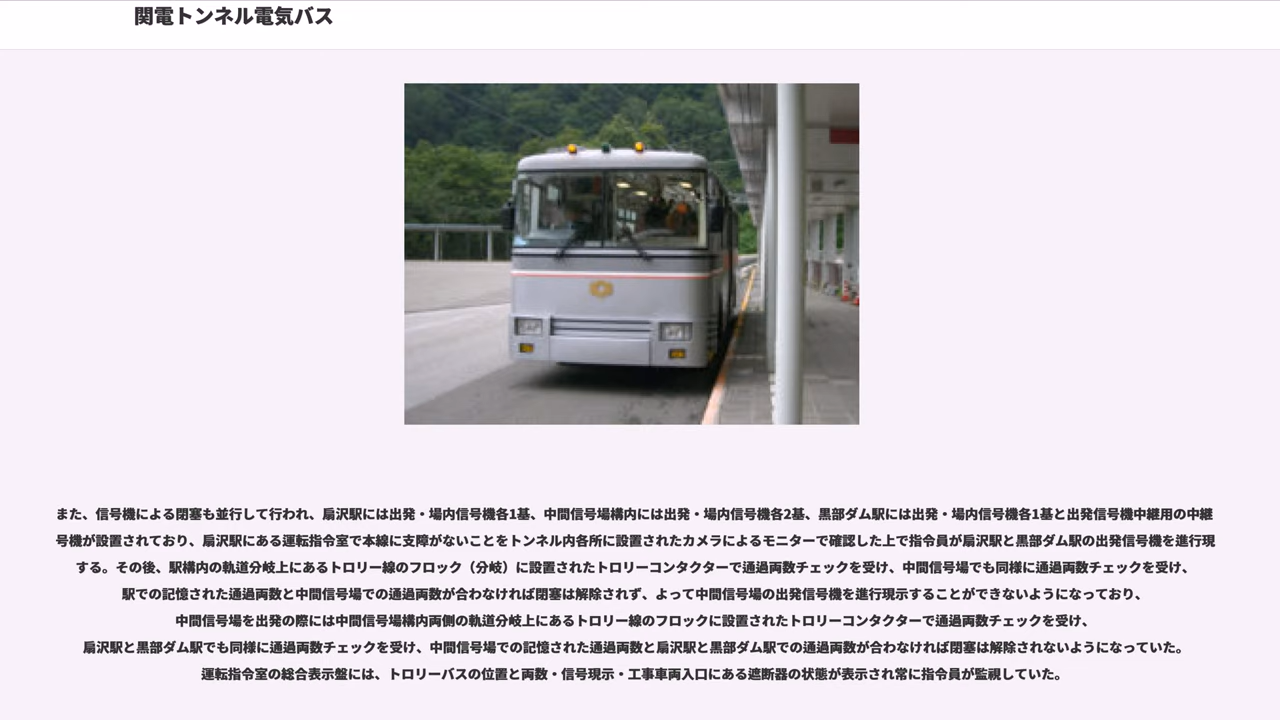 関電トンネル電気バス
また、信号機による閉塞も並行して行われ、扇沢駅には出発・場内信号機各1基、中間信号場構内には出発・場内信号機各2基、黒部ダム駅には出発・場内信号機各1基と出発信号機中継用の中継
号機が設置されており、扇沢駅にある運転指令室で本線に支障がないことをトンネル内各所に設置されたカメラによるモニターで確認した上で指令員が扇沢駅と黒部ダム駅の出発信号機を進行現
する。その後、駅構内の軌道分岐上にあるトロリー線のフロック（分岐）に設置されたトロリーコンタクターで通過両数チェックを受け、中間信号場でも同様に通過両数チェックを受け、
駅での記憶された通過両数と中間信号場での通過両数が合わなければ閉塞は解除されず、よって中間信号場の出発信号機を進行現示することができないようになっており、
中間信号場を出発の際には中間信号場構内両側の軌道分岐上にあるトロリー線のフロックに設置されたトロリーコンタクターで通過両数チェックを受け、
扇沢駅と黒部ダム駅でも同様に通過両数チェックを受け、中間信号場での記憶された通過両数と扇沢駅と黒部ダム駅での通過両数が合わなければ閉塞は解除されないようになっていた。
運転指令室の総合表示盤には、トロリーバスの位置と両数・信号現示・工事車両入口にある遮断器の状態が表示され常に指令員が監視していた。